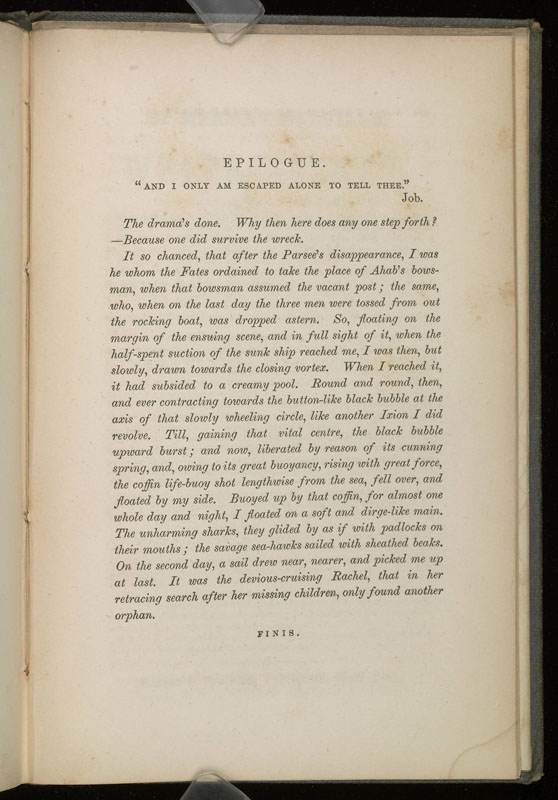 EPILOGUE.
"AND I ONLY AM ESCAPED ALONE TO TELL THEE."
Job.
The drama's done. Why then here does any one step forth?
—Because one did survive the wreck.
It so chanced, that after the Parsee's disappearance, I was
he whom the Fates ordained to take the place of Ahab's bows-
man, when that bowsman assumed the vacant post; the same,
who, when on the last day the three men were tossed from out
the rocking boat, was dropped astern. So, floating on the
margin of the ensuing scene, and in full sight of it, when the
half-spent suction of the sunk ship reached me, I was then, but
slowly, drawn towards the closing vortex. When I reached it,
it had subsided to a creamy pool. Round and round, then,
and ever contracting towards the button-like black bubble at the
axis of that slowly wheeling circle, like another Ixion I did
revolve. Till, gaining that vital centre, the black bubble
upward burst; and now, liberated by reason of its cunning
spring, and, owing to its great buoyancy, rising with great force,
the coffin life-buoy shot lengthwise from the sea, fell over, and
floated by my side. Buoyed up by that coffin, for almost one
whole day and night, I floated on a soft and dirge-like main.
The unharming sharks, they glided by as if with padlocks on
their mouths; the savage sea-hawks sailed with sheathed beaks.
On the second day, a sail drew near, nearer, and picked me up
at last. It was the devious-cruising Rachel, that in her
retracing search after her missing children, only found another
orphan.
FINIS.